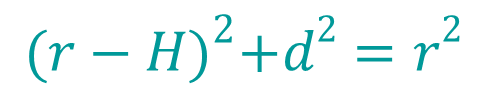 (r − H)²+d² = r²